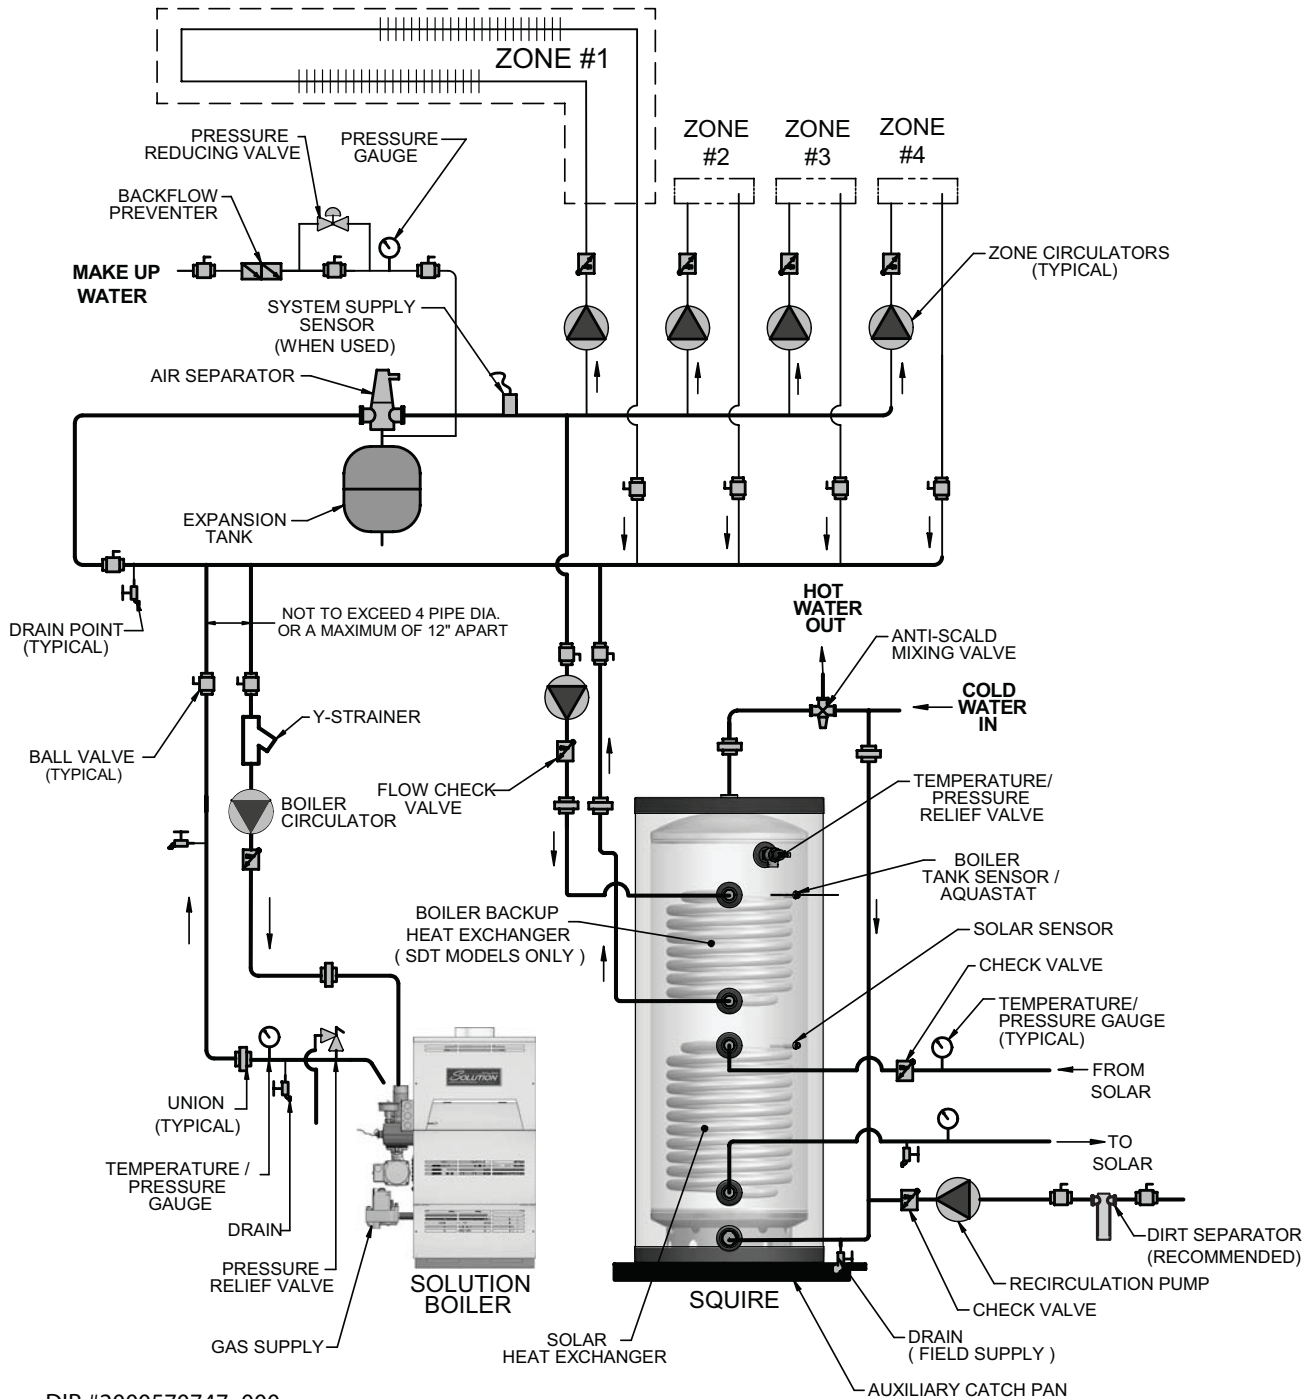 ZONE #1
PRESSURE
REDUCING VALVE
PRESSURE
GAUGE
ZONE
#2
ZONE
#3
ZONE
#4
BACKFLOW
PREVENTER
MAKE UP
WATER
SYSTEM SUPPLY
SENSOR
(WHEN USED)
ZONE CIRCULATORS
(TYPICAL)
AIR SEPARATOR
EXPANSION
TANK
DRAIN POINT
(TYPICAL)
NOT TO EXCEED 4 PIPE DIA.
OR A MAXIMUM OF 12" APART
HOT
WATER
OUT
ANTI-SCALD
MIXING VALVE
COLD
WATER
IN
Y-STRAINER
BALL VALVE
(TYPICAL)
BOILER
CIRCULATOR
FLOW CHECK
VALVE
TEMPERATURE/
PRESSURE
RELIEF VALVE
BOILER
TANK SENSOR /
AQUASTAT
BOILER BACKUP
HEAT EXCHANGER
( SDT MODELS ONLY )
SOLAR SENSOR
CHECK VALVE
TEMPERATURE/
PRESSURE GAUGE
(TYPICAL)
FROM
SOLAR
SOLUTION
UNION
(TYPICAL)
TO
SOLAR
TEMPERATURE /
PRESSURE
GAUGE
DRAIN
PRESSURE
RELIEF VALVE
GAS SUPPLY
SOLUTION
BOILER
SQUIRE
SOLAR
HEAT EXCHANGER
DIRT SEPARATOR
(RECOMMENDED)
RECIRCULATION PUMP
CHECK VALVE
DRAIN
( FIELD SUPPLY )
AUXILIARY CATCH PAN